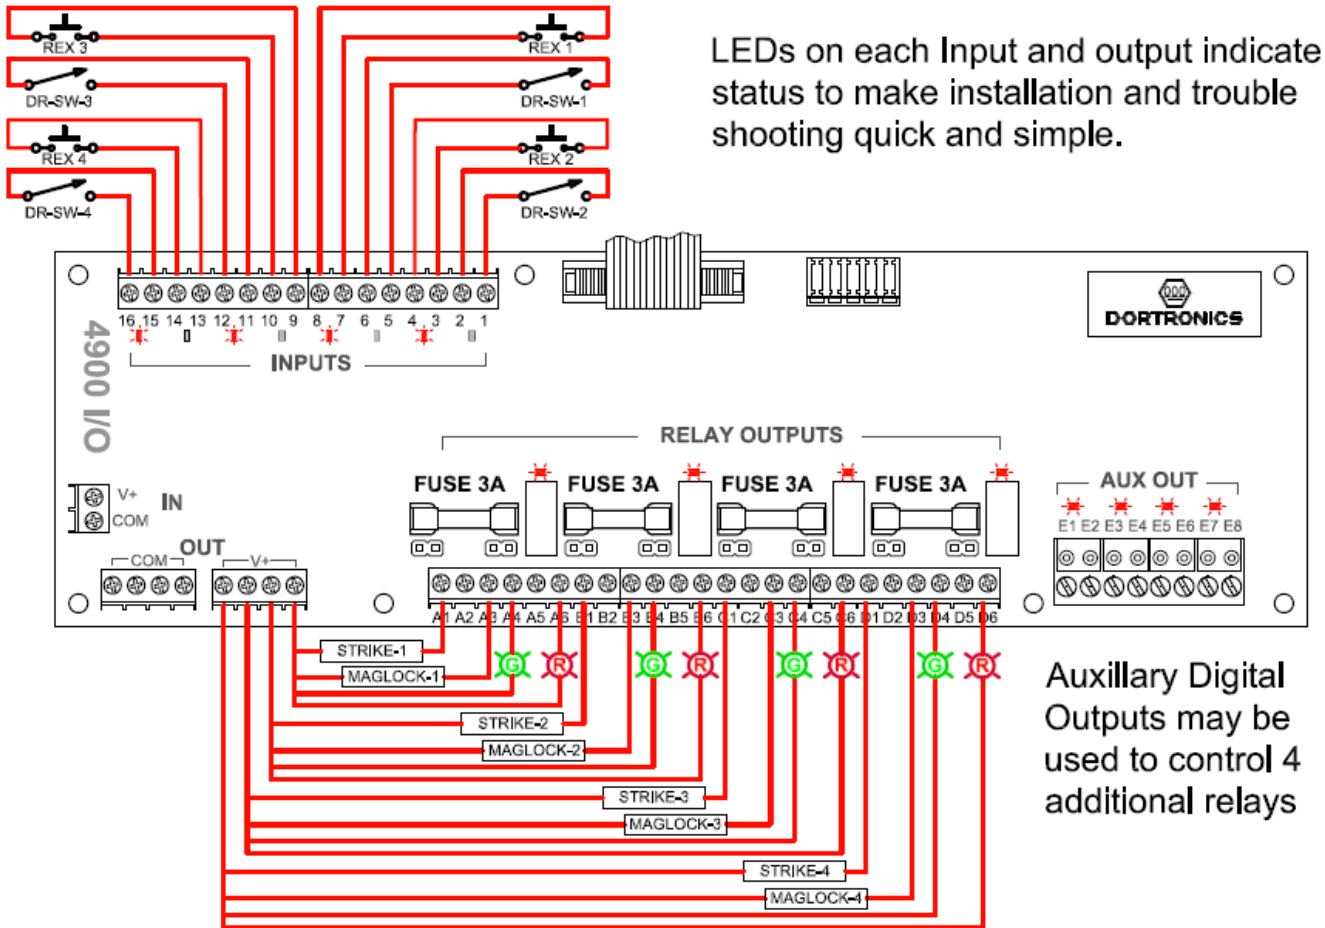 REX 3
REX 1
LEDs on each Input and output indicate
status to make installation and trouble
shooting quick and simple.
DR-SW-3
DR-SW-1
REX 4
REX 2
DR-SW-4
DR-SW-2
16 15 14 13 12 11 10 9 8 7 6 5 4 3 2 1
INPUTS
DORTRONICS
4900 I/O
RELAY OUTPUTS
FUSE 3A FUSE 3A FUSE 3A FUSE 3A
AUX OUT
E1 E2 E3 E4 E5 E6 E7 E8
V+
COM
IN
OUT
COM
V+
A1 A2 A3 A4 A5 A6 B1 B2 B3 B4 B5 B6 C1 C2 C3 C4 C5 C6 D1 D2 D3 D4 D5 D6
STRIKE-1
G R G R G R G R
MAGLOCK-1
STRIKE-2
MAGLOCK-2
STRIKE-3
MAGLOCK-3
STRIKE-4
MAGLOCK-4
Auxillary Digital
Outputs may be
used to control 4
additional relays